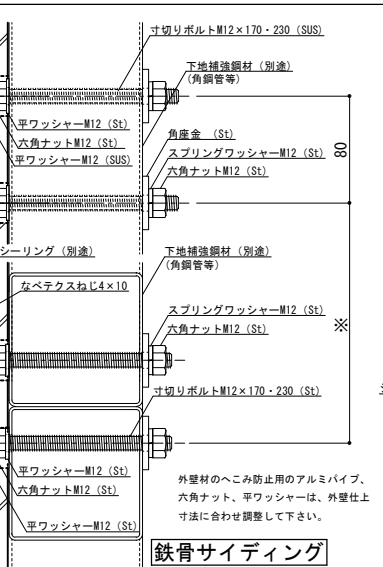 寸切りボルトM12×170・230 (SUS)
下地補強鋼材（別途）
(角鋼管等)
平ワッシャーM12 (St)
六角ナットM12 (St)
平ワッシャーM12 (SUS)
角座金 (St)
スプリングワッシャーM12 (St)
六角ナットM12 (St)
80
シーリング（別途）
下地補強鋼材（別途）
(角鋼管等)
なべテクスねじ4×10
スプリングワッシャーM12 (St)
六角ナットM12 (St)
※
寸切りボルトM12×170・230 (St)
平ワッシャーM12 (St)
六角ナットM12 (St)
平ワッシャーM12 (St)
外壁材のへこみ防止用のアルミパイプ、
六角ナット、平ワッシャーは、外壁仕上
寸法に合わせ調整して下さい。
鉄骨サイディング